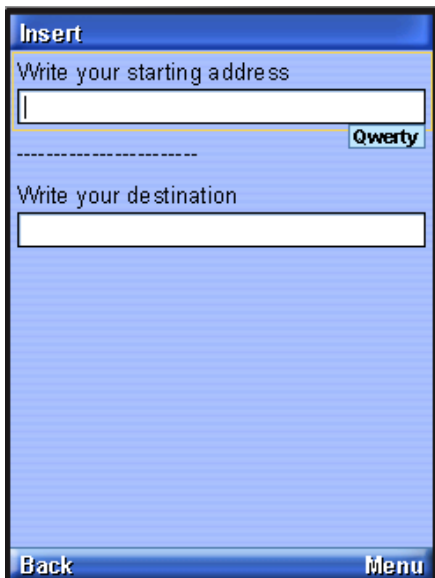 Insert
Write your starting address
Qwerty
-------------------------
Write your destination
Back Menu